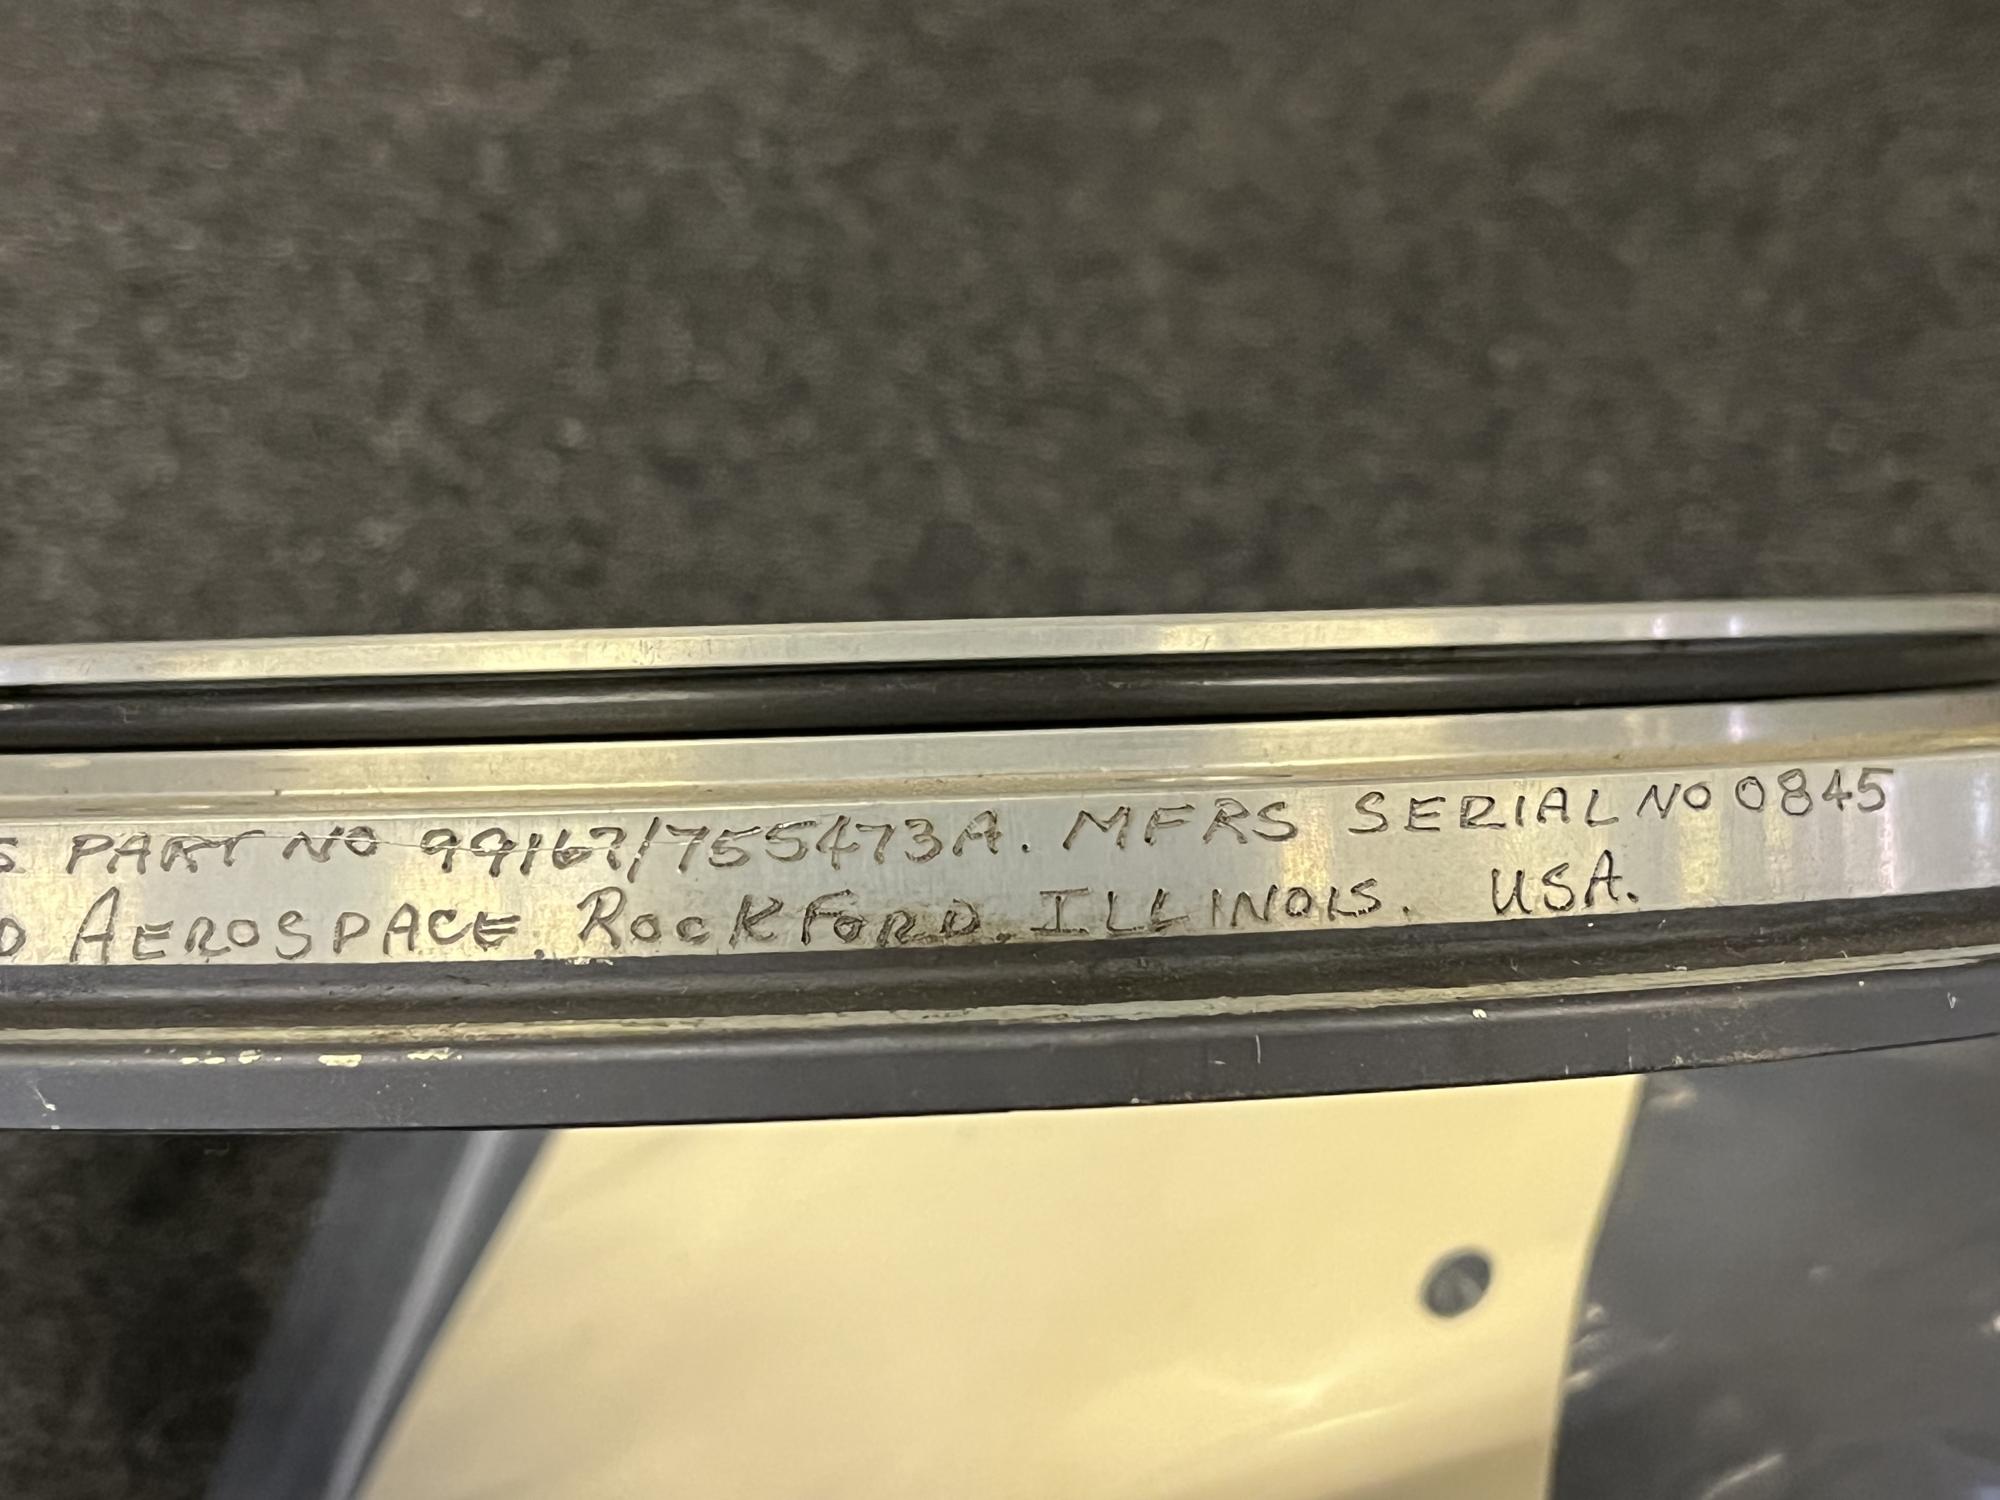 S PART NO 99167/755473A. MFRS SERIAL NO 0845
D AEROSPACE. ROCKFORD. ILLINOIS. USA.